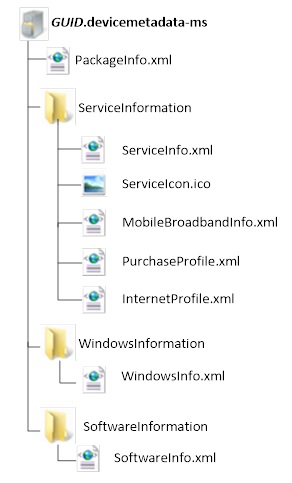 GUID.devicemetadata-ms
PackageInfo.xml
ServiceInformation
ServiceInfo.xml
ServiceIcon.ico
MobileBroadbandInfo.xml
PurchaseProfile.xml
InternetProfile.xml
WindowsInformation
WindowsInfo.xml
SoftwareInformation
SoftwareInfo.xml